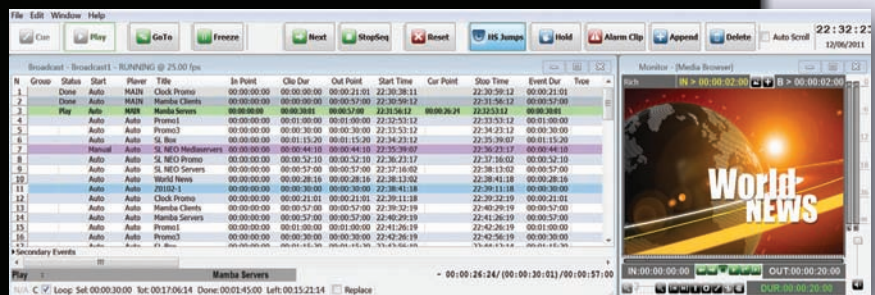 File Edit Window Help
Cue Play GoTo Freeze Next StopSeq Reset HS Jumps Hold Alarm Clip Append Delete Auto Scroll 22:32:2
12/06/2011
Broadcast - Broadcast1 - RUNNING @ 25.00 fps
Monitor - [Media Browser]
N Group Status Start Player Title In Point Clip Dur Out Point Start Time Cur Point Stop Time Event Dur Type
Rich IN > 00:00:02:00 B > 00:00:02:00
1 Done Auto MAIN Clock Promo 00:00:00:00 00:00:00:00 00:00:21:01 22:30:38:11 22:30:59:12 00:00:21:01
2 Done Auto MAIN Mamba Clients 00:00:00:00 00:00:00:00 00:00:57:00 22:30:59:12 22:31:56:12 00:00:57:00
3 Play Auto MAIN Mamba Servers 00:00:00:00 00:00:30:01 00:00:57:00 22:31:56:12 00:00:26:24 22:32:53:12 00:00:30:01
4 Auto Auto Promo1 00:00:00:00 00:01:00:00 00:01:00:00 22:32:53:12 22:33:53:12 00:01:00:00
5 Auto Auto Promo3 00:00:00:00 00:00:30:00 00:00:30:00 22:33:53:12 22:34:23:12 00:00:30:00
6 Auto Auto SL Box 00:00:00:00 00:01:15:20 00:01:15:20 22:34:23:12 22:35:39:07 00:01:15:20
7 Manual Auto SL NEO Mediaservers 00:00:00:00 00:00:44:10 00:00:44:10 22:35:39:07 22:36:23:17 00:00:44:10
8 Auto Auto SL NEO Promo 00:00:00:00 00:00:52:10 00:00:52:10 22:36:23:17 22:37:16:02 00:00:52:10
9 Auto Auto SL NEO Servers 00:00:00:00 00:00:57:00 00:00:57:00 22:37:16:02 22:38:13:02 00:00:57:00
10 Auto Auto World News 00:00:00:00 00:00:28:16 00:00:28:16 22:38:13:02 22:38:41:18 00:00:28:16
11 Auto Auto Z0102-1 00:00:00:00 00:00:30:00 00:00:30:00 22:38:41:18 22:39:11:18 00:00:30:00
12 Auto Auto Clock Promo 00:00:00:00 00:00:21:01 00:00:21:01 22:39:11:18 22:39:32:19 00:00:21:01
13 Auto Auto Mamba Clients 00:00:00:00 00:00:57:00 00:00:57:00 22:39:32:19 22:40:29:19 00:00:57:00
14 Auto Auto Mamba Servers 00:00:00:00 00:00:57:00 00:00:57:00 22:40:29:19 22:41:26:19 00:00:57:00
15 Auto Auto Promo1 00:00:00:00 00:01:00:00 00:01:00:00 22:41:26:19 22:42:26:19 00:01:00:00
16 Auto Auto Promo3 00:00:00:00 00:00:30:00 00:00:30:00 22:42:26:19 22:42:56:19 00:00:30:00
World
NEWS
Secondary Events
Play Mamba Servers - 00:00:26:24/(00:00:30:01)/00:00:57:00
IN:00:00:00:00 OUT:00:00:20:00
N/A C Loop Sel: 00:00:30:00 Tot: 00:17:06:14 Done: 00:01:45:00 Left: 00:15:21:14 Replace
DUR:00:00:20:00